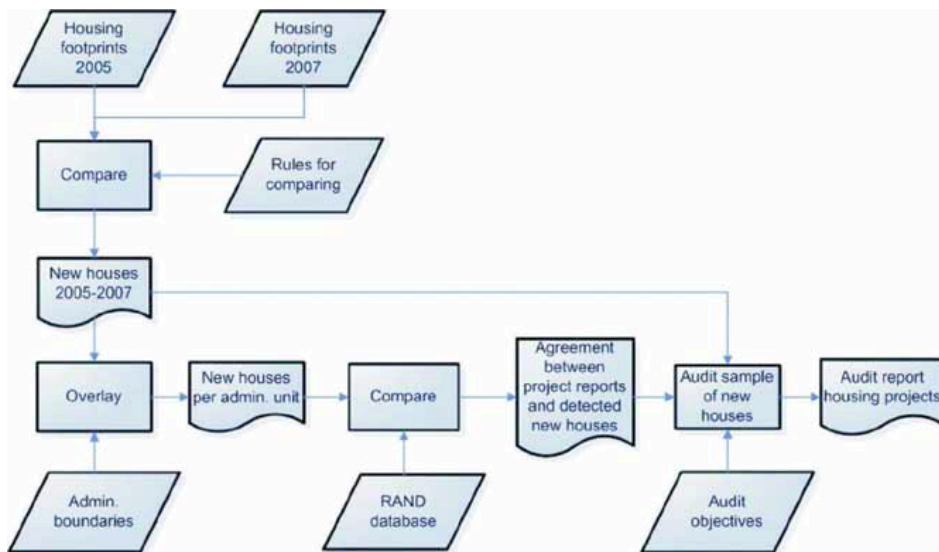 Housing
footprints
2005
Housing
footprints
2007
Compare
Rules for
comparing
New houses
2005-2007
Overlay
New houses
per admin. unit
Compare
Agreement
between
project reports
and detected
new houses
Audit sample
of new
houses
Audit report
housing projects
Admin.
boundaries
RAND
database
Audit
objectives